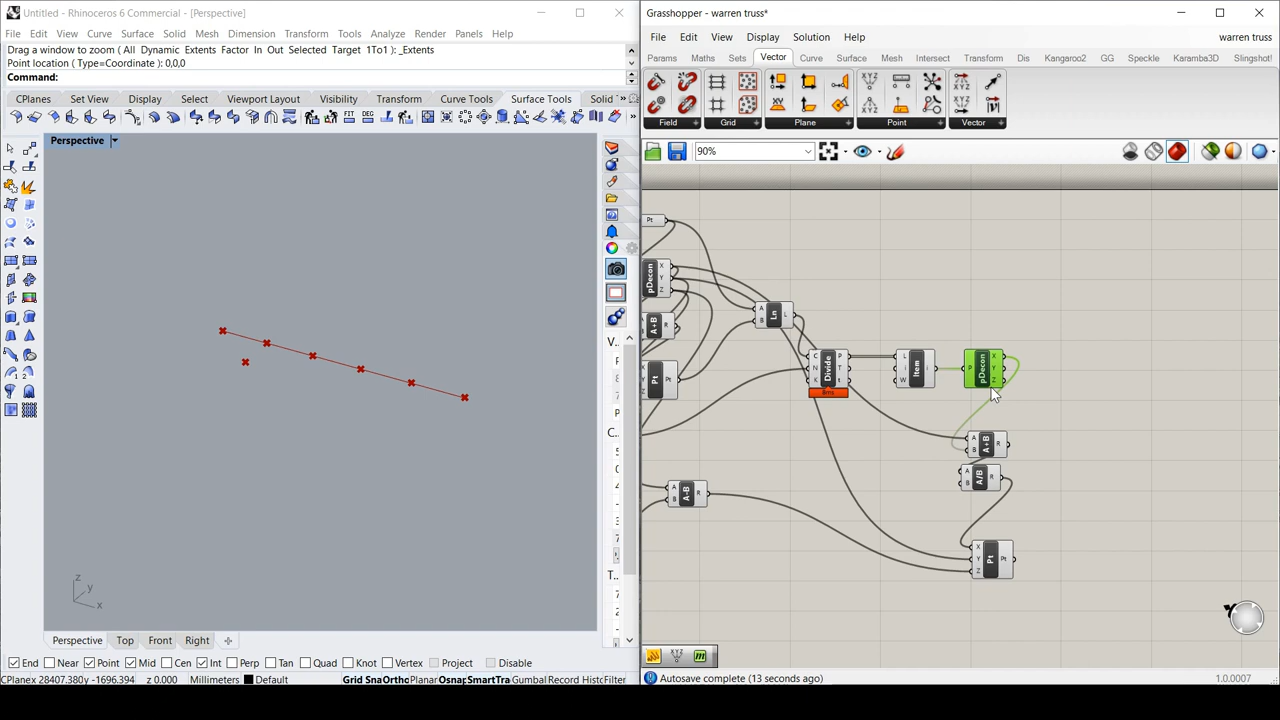 Untitled - Rhinoceros 6 Commercial - [Perspective]
File Edit View Curve Surface Solid Mesh Dimension Transform Tools Analyze Render Panels Help
Drag a window to zoom ( All Dynamic Extents Factor In Out Selected Target 1To1 ): _Extents
Point location ( Type=Coordinate ): 0,0,0
Command:
CPlanes Set View Display Select Viewport Layout Visibility Transform Curve Tools Surface Tools Solid
Perspective
V...
C...
T...
z
y
x
Perspective Top Front Right
End Near Point Mid Cen Int Perp Tan Quad Knot Vertex Project Disable
CPlane x 28407.380 y -1696.394 z 0.000 Millimeters Default Grid Sna Ortho Planar Osnap SmartTra Gumbal Record Histo Filter
Grasshopper - warren truss*
File Edit View Display Solution Help warren truss
Params Maths Sets Vector Curve Surface Mesh Intersect Transform Dis Kangaroo2 GG Speckle Karamba3D Slingshot!
Field Grid Plane Point Vector
90%
Pt
pDecon X Y Z
A+B R
Pt
A B Ln L
C N K Divide P T t
8ms
L i W Item i
P pDecon X Y Z
A B A+B R
A B A/B R
A B A-B R
X Y Z Pt Pt
Autosave complete (13 seconds ago)
1.0.0007